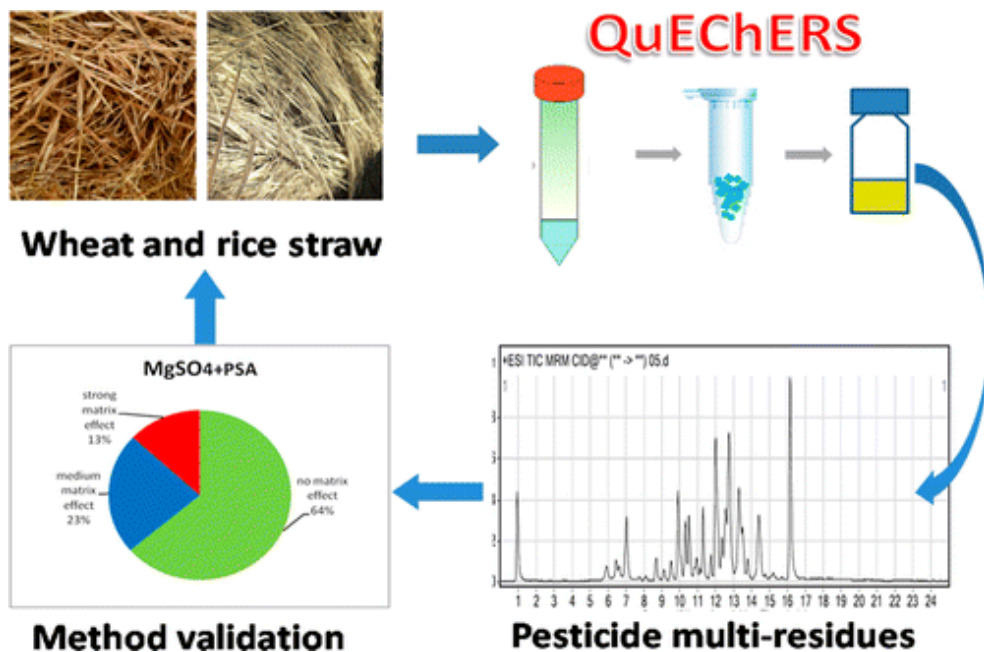 QuEChERS
Wheat and rice straw
MgSO4+PSA
strong
matrix
effect
13%
medium
matrix
effect
23%
no matrix
effect
64%
Method validation
+ESI TIC MRM CID@** (** -> **) 05.d
1 1
1 2 3 4 5 6 7 8 9 10 11 12 13 14 15 16 17 18 19 20 21 22 23 24
Pesticide multi-residues